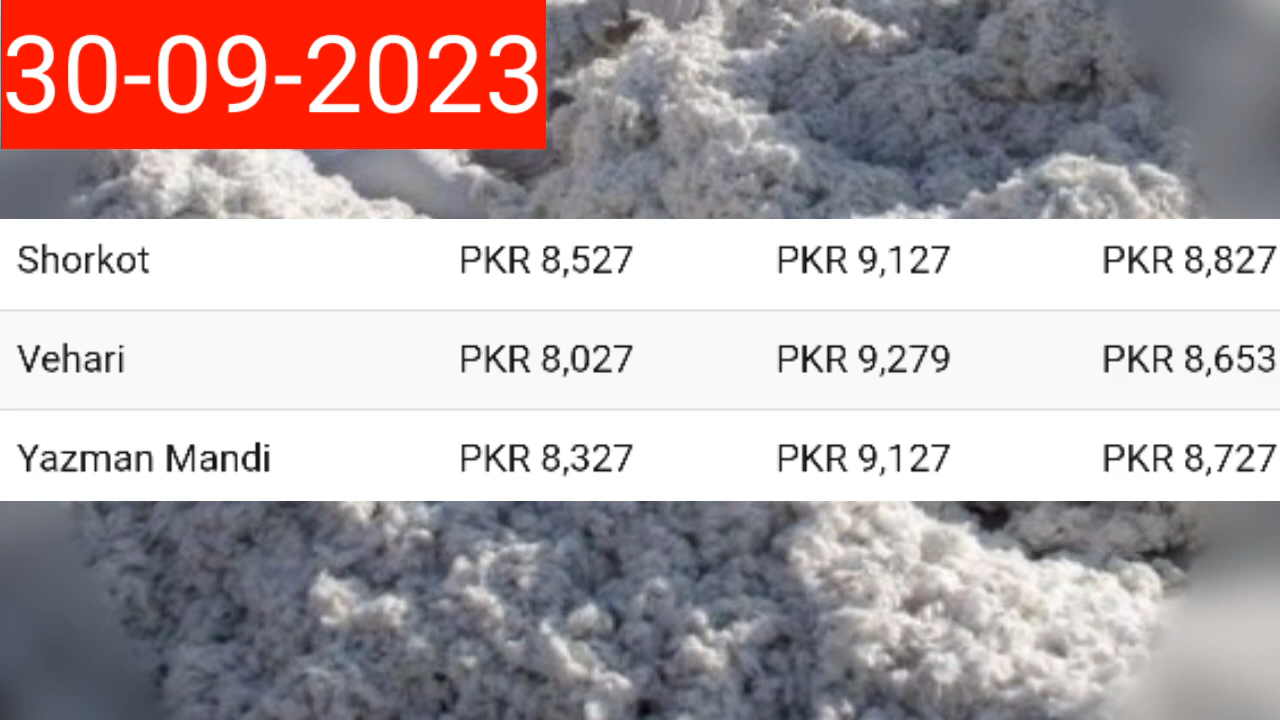 30-09-2023
Shorkot PKR 8,527 PKR 9,127 PKR 8,827
Vehari PKR 8,027 PKR 9,279 PKR 8,653
Yazman Mandi PKR 8,327 PKR 9,127 PKR 8,727